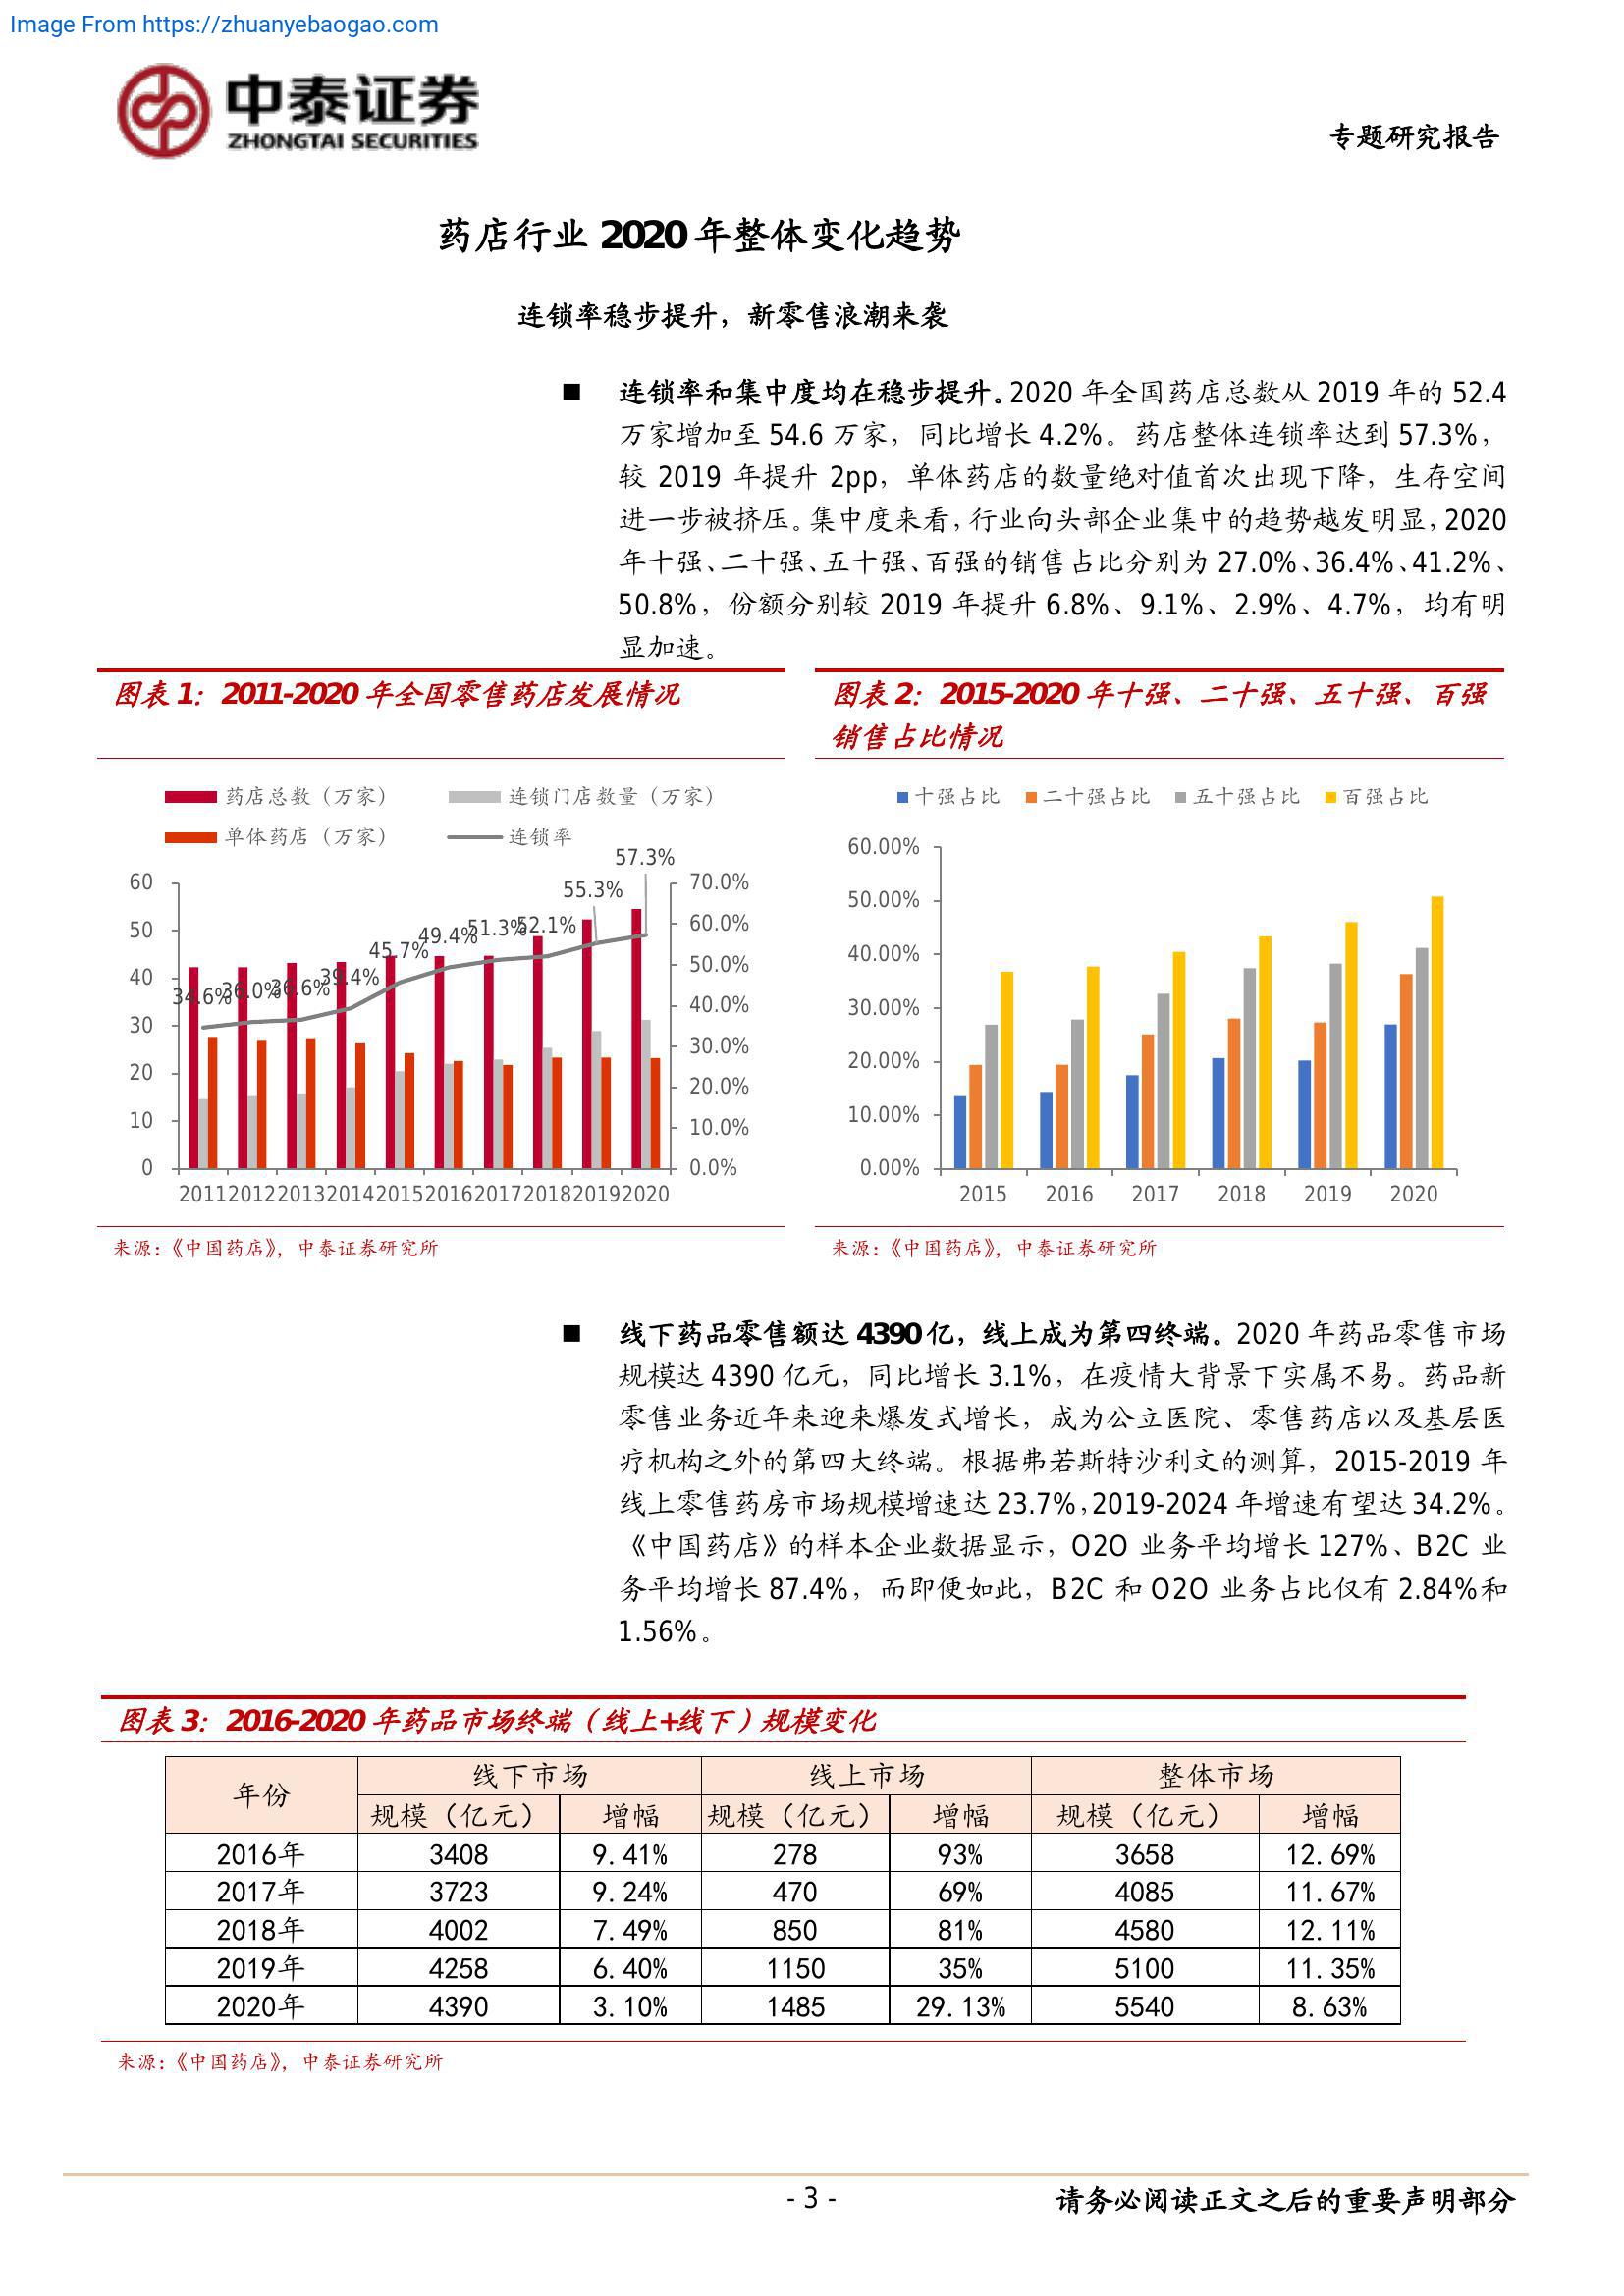 Image From https://zhuanyebaogao.com
中泰证券
ZHONGTAI SECURITIES
专题研究报告
药店行业 2020 年整体变化趋势
连锁率稳步提升，新零售浪潮来袭
■ 连锁率和集中度均在稳步提升。2020 年全国药店总数从 2019 年的 52.4
万家增加至 54.6 万家，同比增长 4.2%。药店整体连锁率达到 57.3%，
较 2019 年提升 2pp，单体药店的数量绝对值首次出现下降，生存空间
进一步被挤压。集中度来看，行业向头部企业集中的趋势越发明显，2020
年十强、二十强、五十强、百强的销售占比分别为 27.0%、36.4%、41.2%、
50.8%，份额分别较 2019 年提升 6.8%、9.1%、2.9%、4.7%，均有明
显加速。
图表 1：2011-2020 年全国零售药店发展情况
药店总数（万家） 连锁门店数量（万家）
单体药店（万家） 连锁率
57.3%
55.3%
52.1%
51.3%
49.4%
45.7%
39.4%
36.6%
36.0%
34.6%
60
50
40
30
20
10
0
70.0%
60.0%
50.0%
40.0%
30.0%
20.0%
10.0%
0.0%
2011 2012 2013 2014 2015 2016 2017 2018 2019 2020
来源：《中国药店》，中泰证券研究所
图表 2：2015-2020 年十强、二十强、五十强、百强
销售占比情况
十强占比 二十强占比 五十强占比 百强占比
60.00%
50.00%
40.00%
30.00%
20.00%
10.00%
0.00%
2015 2016 2017 2018 2019 2020
来源：《中国药店》，中泰证券研究所
■ 线下药品零售额达 4390 亿，线上成为第四终端。2020 年药品零售市场
规模达 4390 亿元，同比增长 3.1%，在疫情大背景下实属不易。药品新
零售业务近年来迎来爆发式增长，成为公立医院、零售药店以及基层医
疗机构之外的第四大终端。根据弗若斯特沙利文的测算，2015-2019 年
线上零售药房市场规模增速达 23.7%，2019-2024 年增速有望达 34.2%。
《中国药店》的样本企业数据显示，O2O 业务平均增长 127%、B2C 业
务平均增长 87.4%，而即便如此，B2C 和 O2O 业务占比仅有 2.84%和
1.56%。
图表 3：2016-2020 年药品市场终端（线上+线下）规模变化
年份 线下市场 线上市场 整体市场
规模（亿元） 增幅 规模（亿元） 增幅 规模（亿元） 增幅
2016年 3408 9.41% 278 93% 3658 12.69%
2017年 3723 9.24% 470 69% 4085 11.67%
2018年 4002 7.49% 850 81% 4580 12.11%
2019年 4258 6.40% 1150 35% 5100 11.35%
2020年 4390 3.10% 1485 29.13% 5540 8.63%
来源：《中国药店》，中泰证券研究所
- 3 -
请务必阅读正文之后的重要声明部分